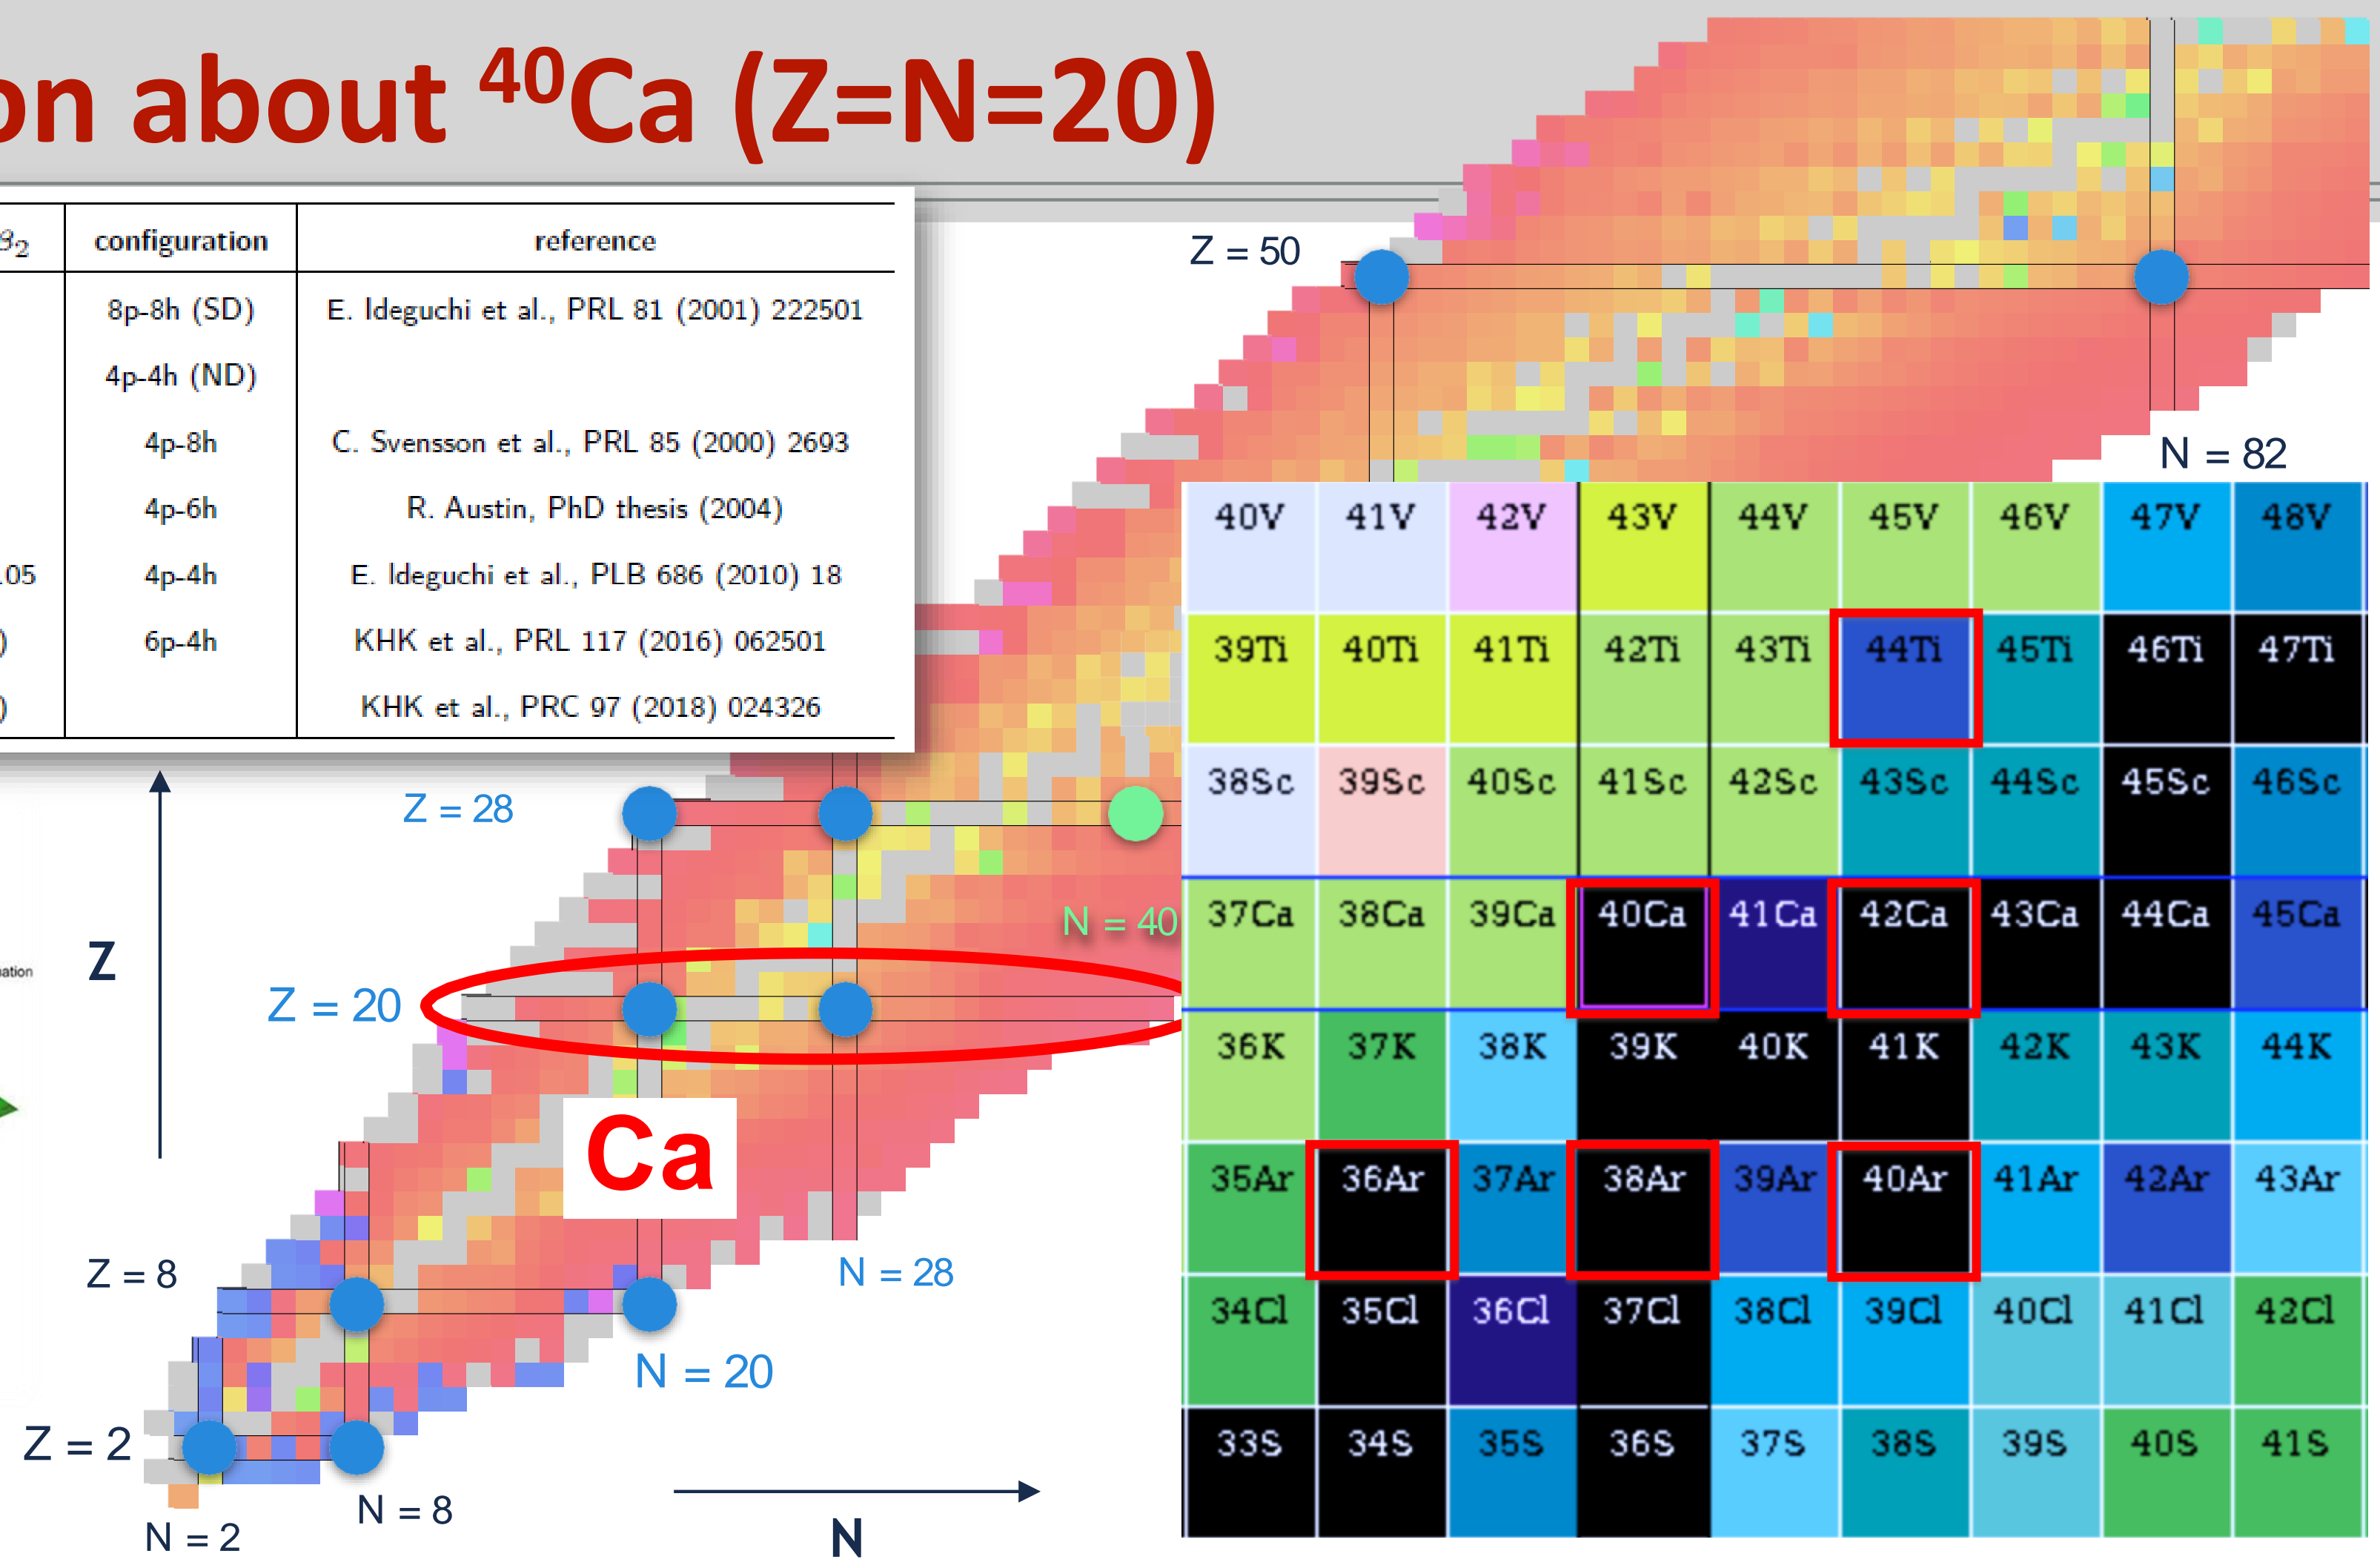 on about ⁴⁰Ca (Z=N=20)
β₂ configuration reference
8p-8h (SD) E. Ideguchi et al., PRL 81 (2001) 222501
4p-4h (ND)
4p-8h C. Svensson et al., PRL 85 (2000) 2693
4p-6h R. Austin, PhD thesis (2004)
.05 4p-4h E. Ideguchi et al., PLB 686 (2010) 18
) 6p-4h KHK et al., PRL 117 (2016) 062501
) KHK et al., PRC 97 (2018) 024326
Z = 50
N = 82
Z = 28
N = 40
Z
ation
Z = 20
Ca
Z = 8
N = 28
N = 20
Z = 2
N = 8
N = 2
N
40V 41V 42V 43V 44V 45V 46V 47V 48V
39Ti 40Ti 41Ti 42Ti 43Ti 44Ti 45Ti 46Ti 47Ti
38Sc 39Sc 40Sc 41Sc 42Sc 43Sc 44Sc 45Sc 46Sc
37Ca 38Ca 39Ca 40Ca 41Ca 42Ca 43Ca 44Ca 45Ca
36K 37K 38K 39K 40K 41K 42K 43K 44K
35Ar 36Ar 37Ar 38Ar 39Ar 40Ar 41Ar 42Ar 43Ar
34Cl 35Cl 36Cl 37Cl 38Cl 39Cl 40Cl 41Cl 42Cl
33S 34S 35S 36S 37S 38S 39S 40S 41S